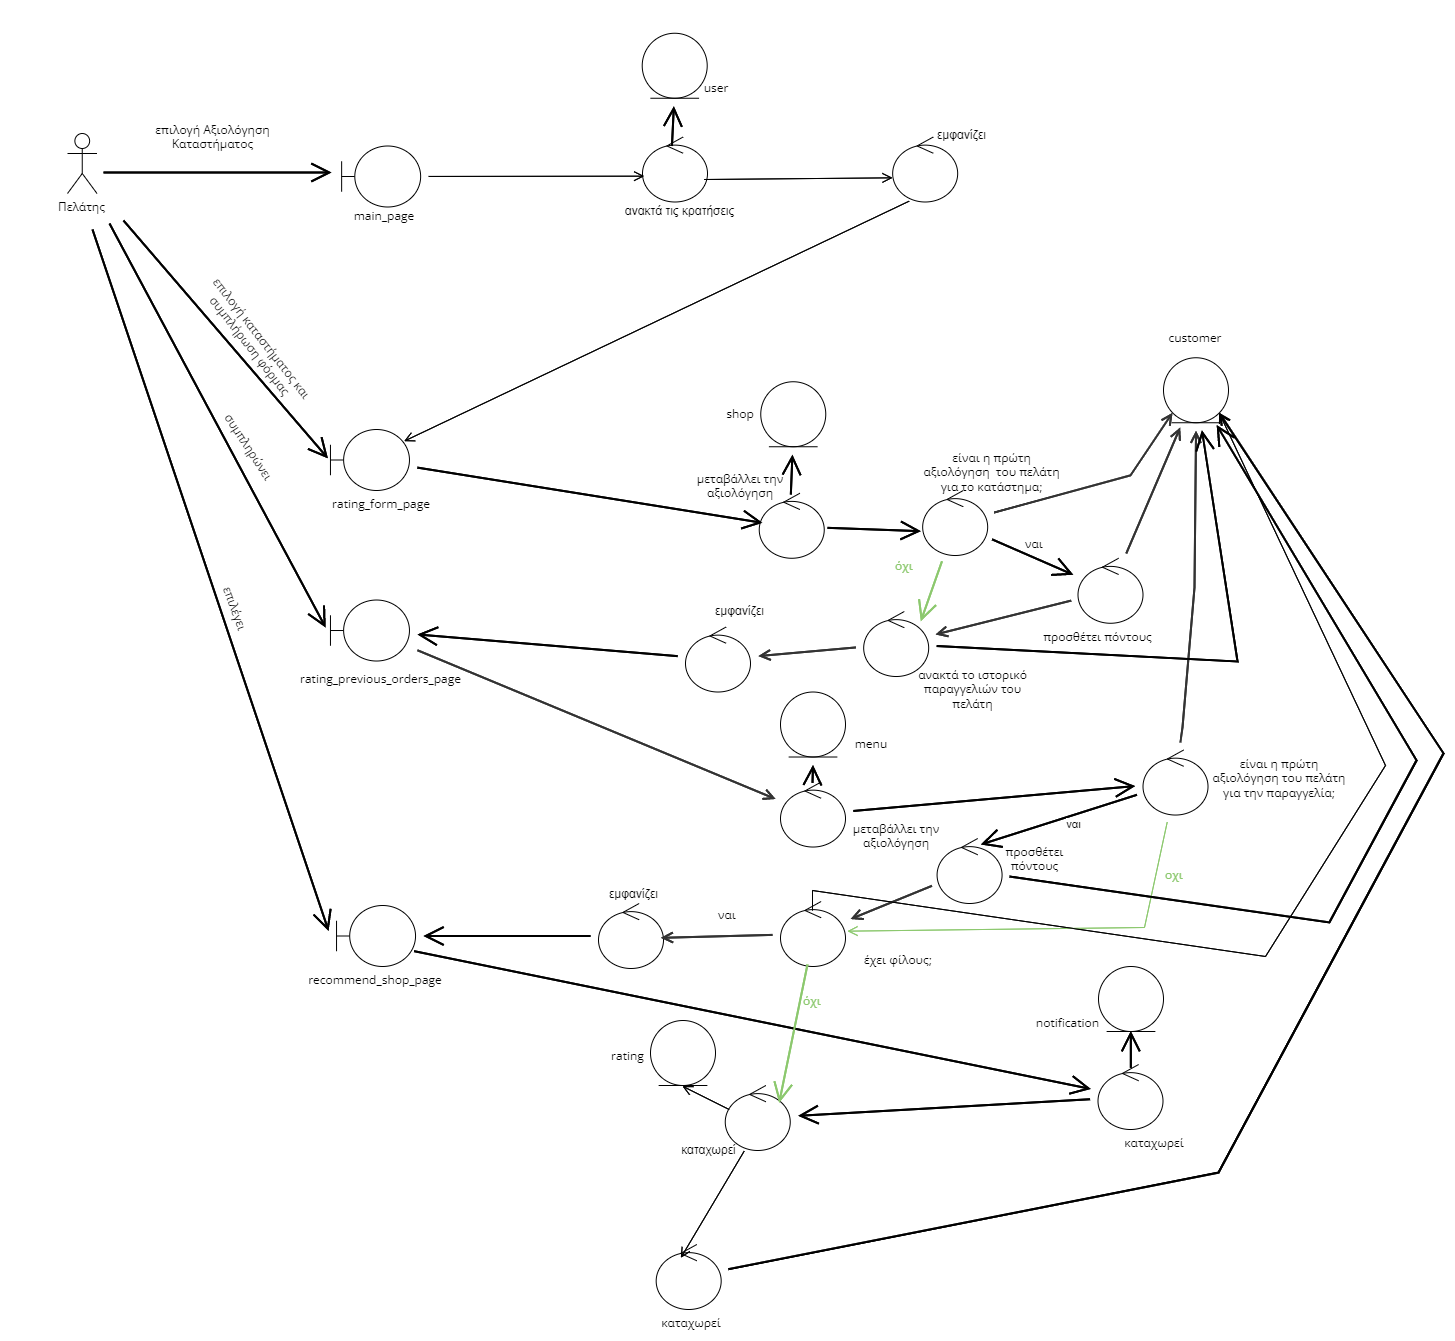 user
επιλογή Αξιολόγηση
Καταστήματος
εμφανίζει
Πελάτης
main_page
ανακτά τις κρατήσεις
επιλογή καταστήματος και
συμπλήρωση φόρμας
customer
shop
συμπληρώνει
είναι η πρώτη
αξιολόγηση του πελάτη
για το κατάστημα;
μεταβάλλει την
αξιολόγηση
rating_form_page
ναι
όχι
επιλέγει
εμφανίζει
προσθέτει πόντους
rating_previous_orders_page
ανακτά το ιστορικό
παραγγελιών του
πελάτη
menu
είναι η πρώτη
αξιολόγηση του πελάτη
για την παραγγελία;
μεταβάλλει την
αξιολόγηση
ναι
προσθέτει
πόντους
οχι
εμφανίζει
ναι
έχει φίλους;
recommend_shop_page
όχι
notification
rating
καταχωρεί
καταχωρεί
καταχωρεί